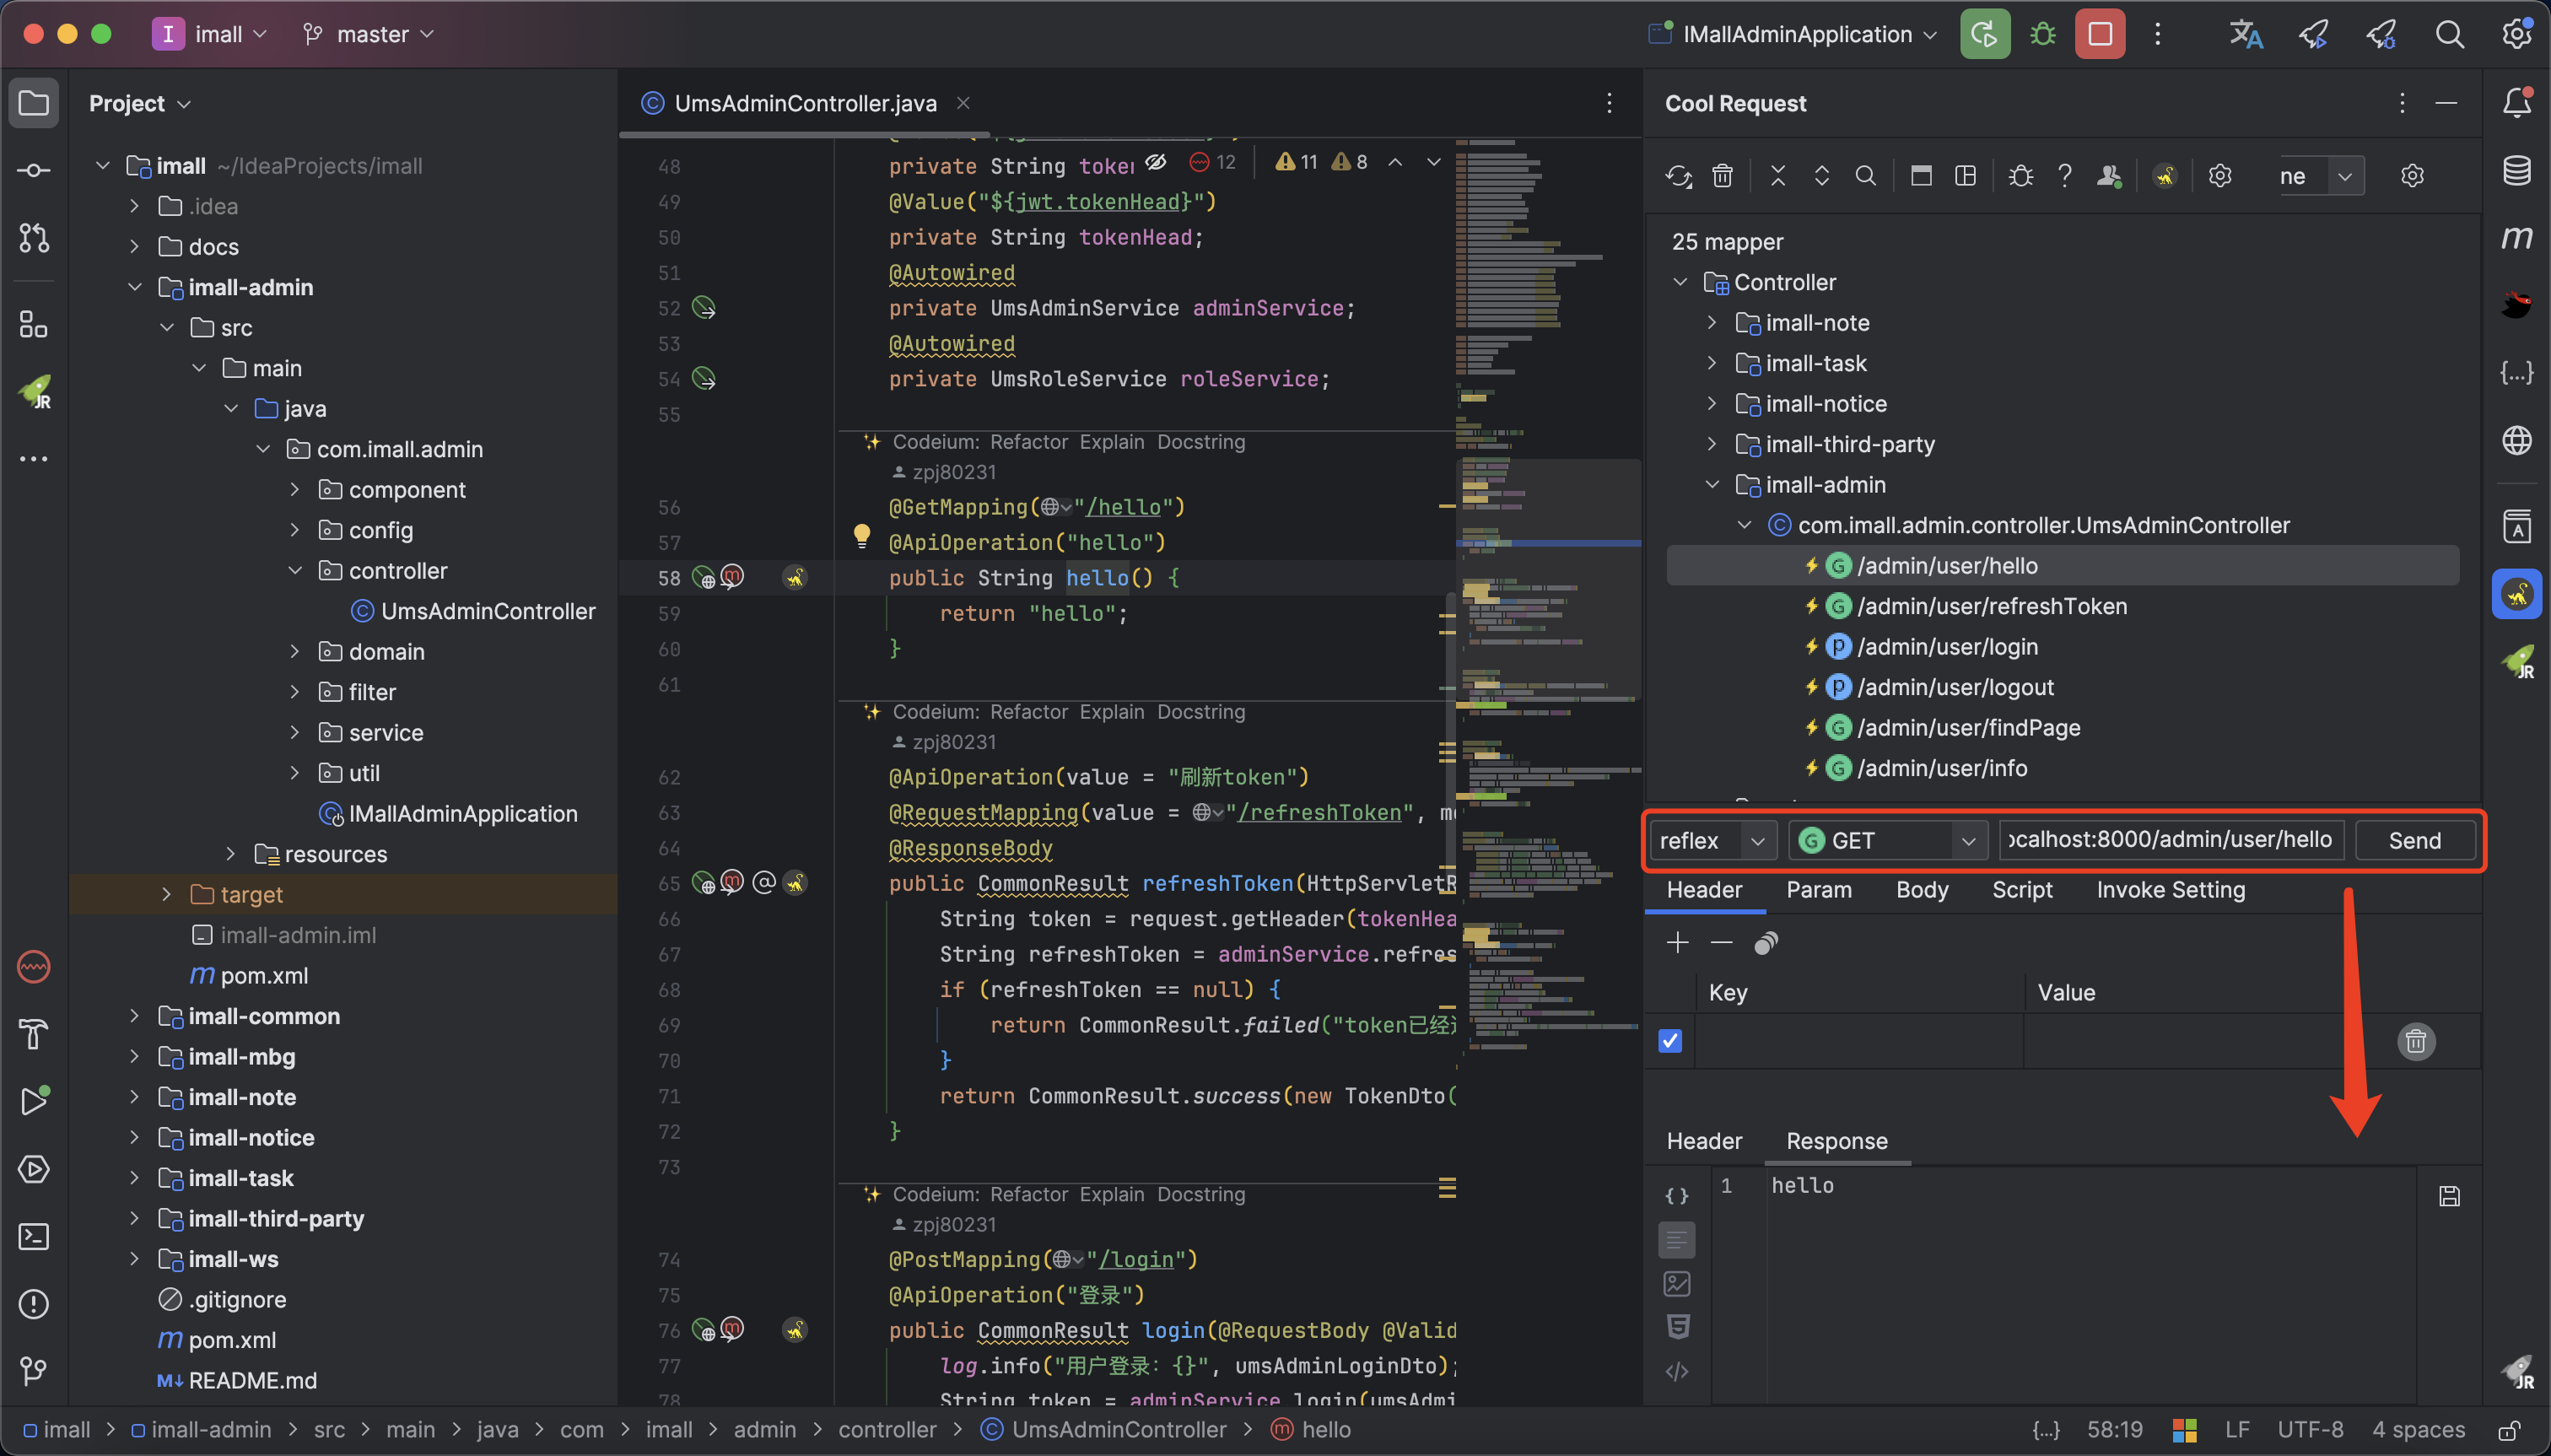 I imall master IMallAdminApplication
Project
imall ~/IdeaProjects/imall
.idea
docs
imall-admin
src
main
java
com.imall.admin
component
config
controller
UmsAdminController
domain
filter
service
util
IMallAdminApplication
resources
target
imall-admin.iml
pom.xml
imall-common
imall-mbg
imall-note
imall-notice
imall-task
imall-third-party
imall-ws
.gitignore
pom.xml
README.md
UmsAdminController.java
12 11 8
48 private String toker
49 @Value("${jwt.tokenHead}")
50 private String tokenHead;
51 @Autowired
52 private UmsAdminService adminService;
53 @Autowired
54 private UmsRoleService roleService;
55
Codeium: Refactor Explain Docstring
zpj80231
56 @GetMapping("/hello")
57 @ApiOperation("hello")
58 public String hello() {
59 return "hello";
60 }
61
Codeium: Refactor Explain Docstring
zpj80231
62 @ApiOperation(value = "刷新token")
63 @RequestMapping(value = "/refreshToken", m
64 @ResponseBody
65 public CommonResult refreshToken(HttpServletR
66 String token = request.getHeader(tokenHea
67 String refreshToken = adminService.refres
68 if (refreshToken == null) {
69 return CommonResult.failed("token已经
70 }
71 return CommonResult.success(new TokenDto(
72 }
73
Codeium: Refactor Explain Docstring
zpj80231
74 @PostMapping("/login")
75 @ApiOperation("登录")
76 public CommonResult login(@RequestBody @Valid
77 log.info("用户登录: {}", umsAdminLoginDto);
78 String token = adminService.login(umsAdmi
Cool Request
ne
25 mapper
Controller
imall-note
imall-task
imall-notice
imall-third-party
imall-admin
com.imall.admin.controller.UmsAdminController
G /admin/user/hello
G /admin/user/refreshToken
p /admin/user/login
p /admin/user/logout
G /admin/user/findPage
G /admin/user/info
reflex G GET ocalhost:8000/admin/user/hello Send
Header Param Body Script Invoke Setting
Key Value
Header Response
1 hello
imall imall-admin src main java com imall admin controller UmsAdminController hello
{...} 58:19 LF UTF-8 4 spaces